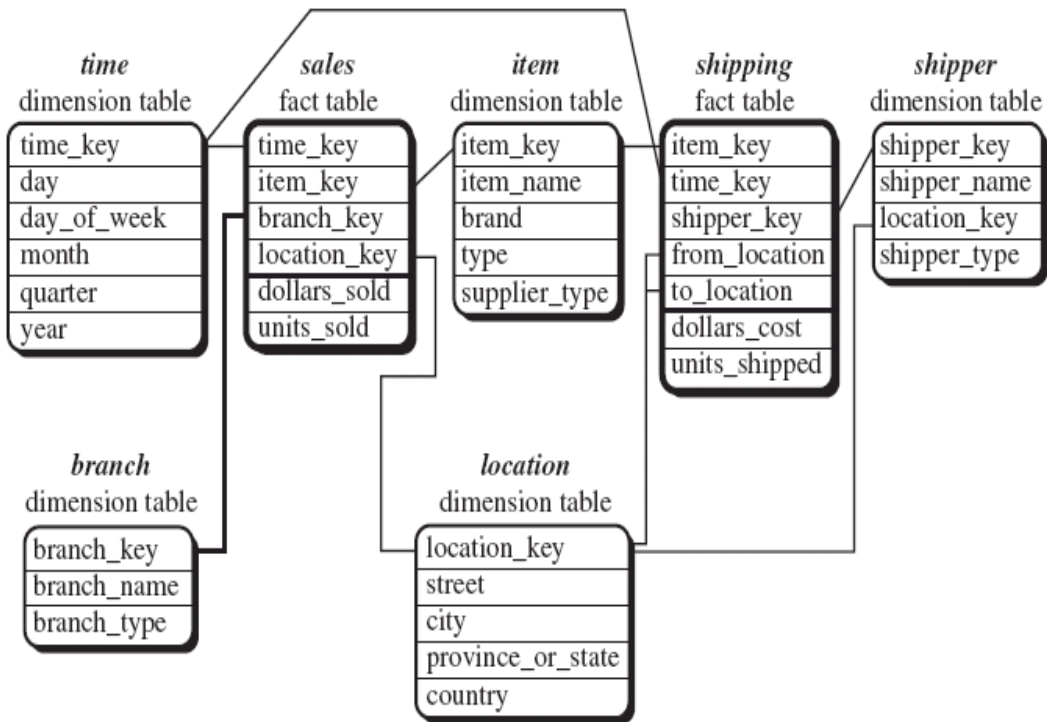 time
dimension table
time_key
day
day_of_week
month
quarter
year
sales
fact table
time_key
item_key
branch_key
location_key
dollars_sold
units_sold
item
dimension table
item_key
item_name
brand
type
supplier_type
shipping
fact table
item_key
time_key
shipper_key
from_location
to_location
dollars_cost
units_shipped
shipper
dimension table
shipper_key
shipper_name
location_key
shipper_type
branch
dimension table
branch_key
branch_name
branch_type
location
dimension table
location_key
street
city
province_or_state
country